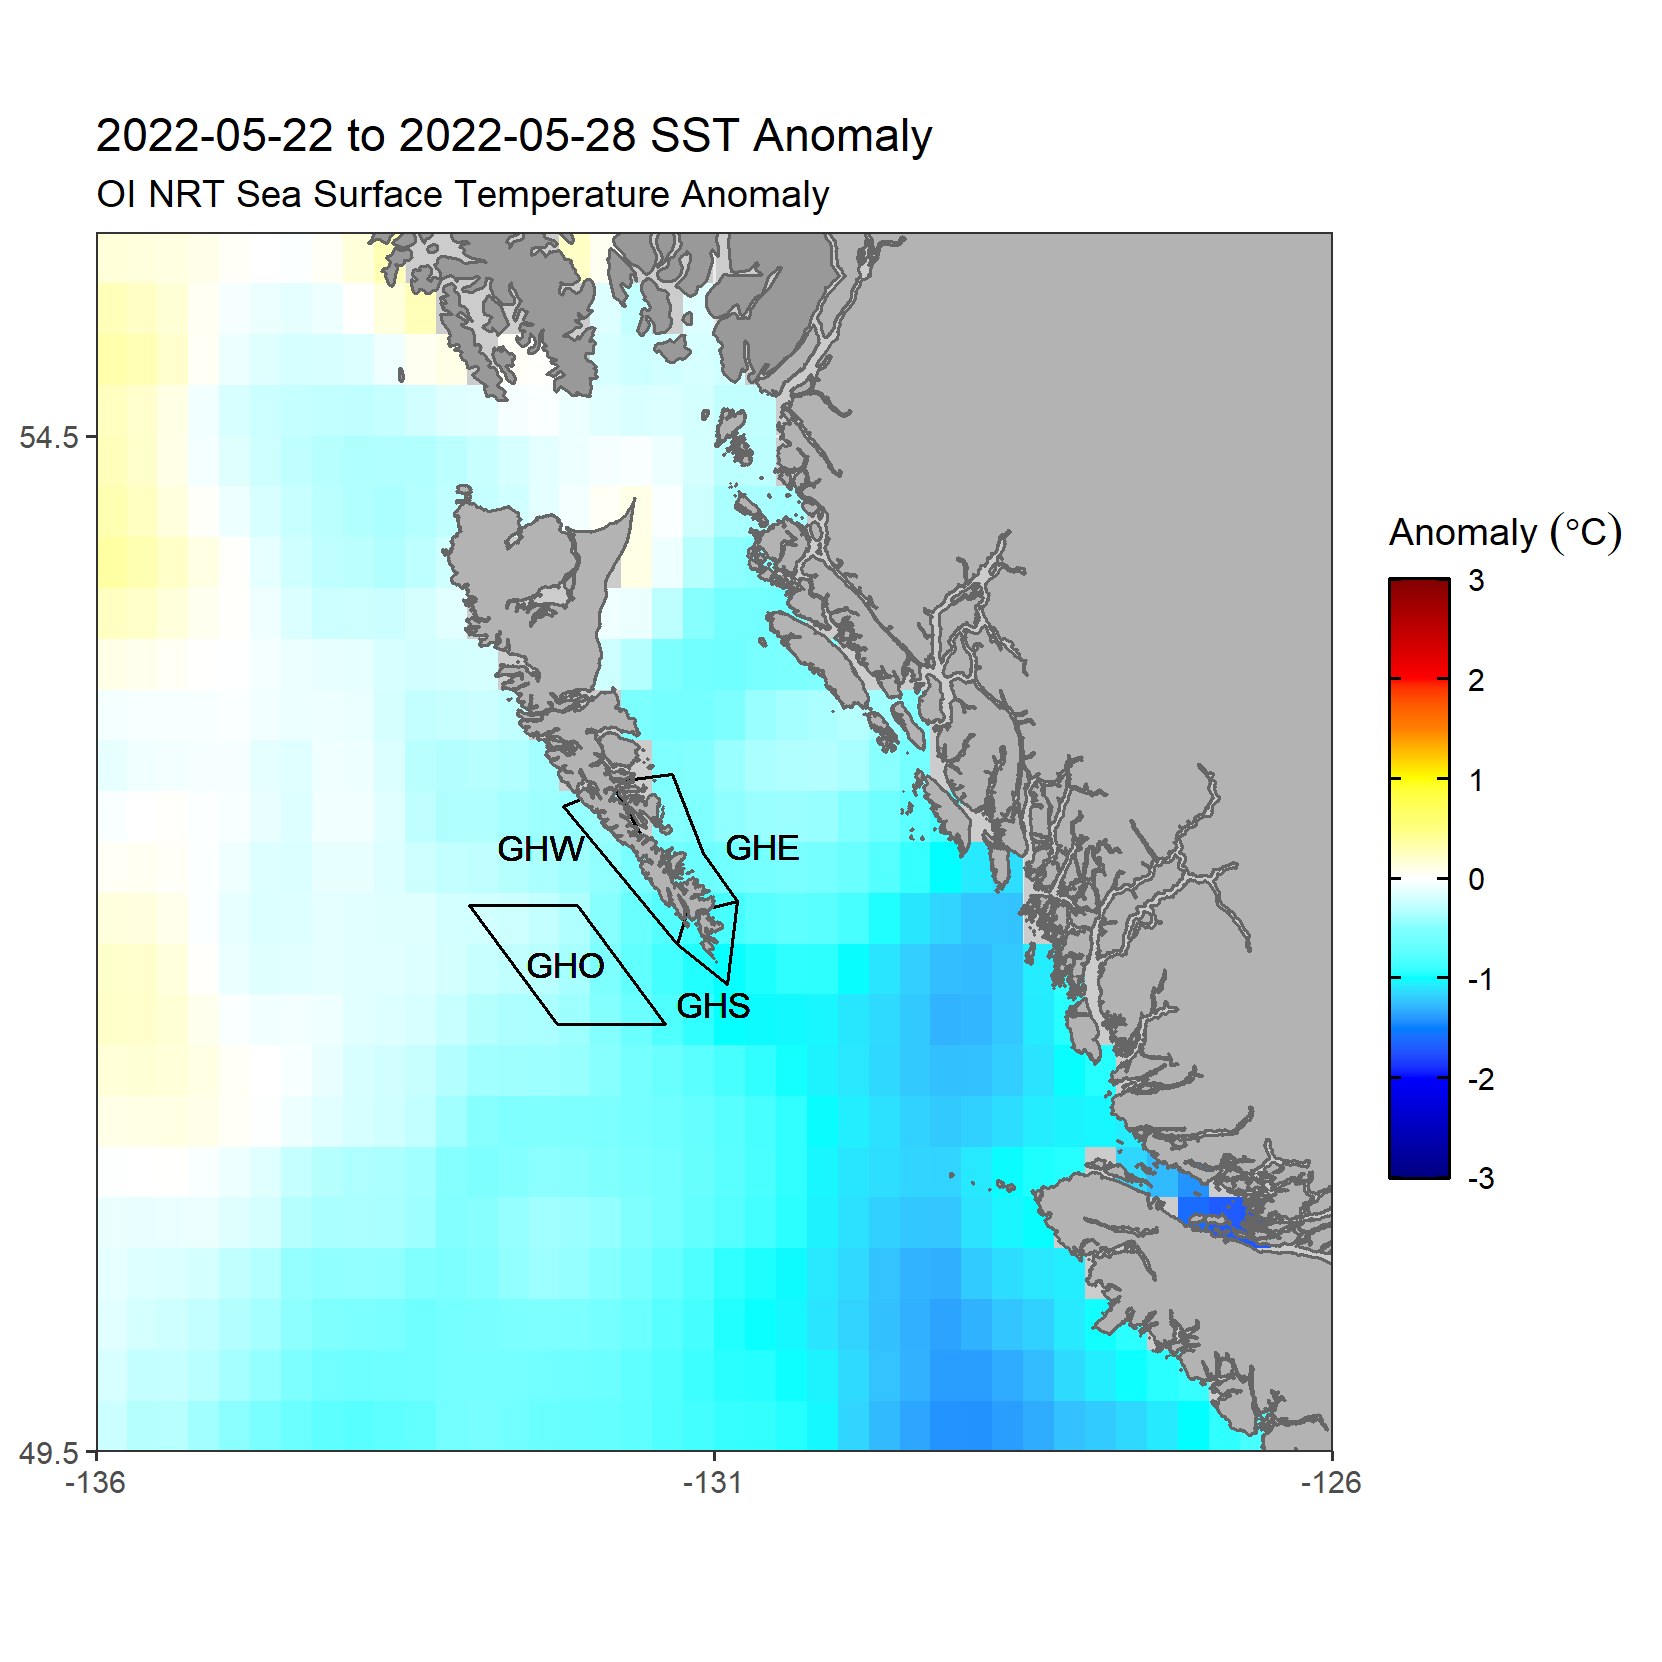 2022-05-22 to 2022-05-28 SST Anomaly
OI NRT Sea Surface Temperature Anomaly
54.5
49.5
-136
-131
-126
GHW
GHE
GHO
GHS
Anomaly (°C)
3
2
1
0
-1
-2
-3